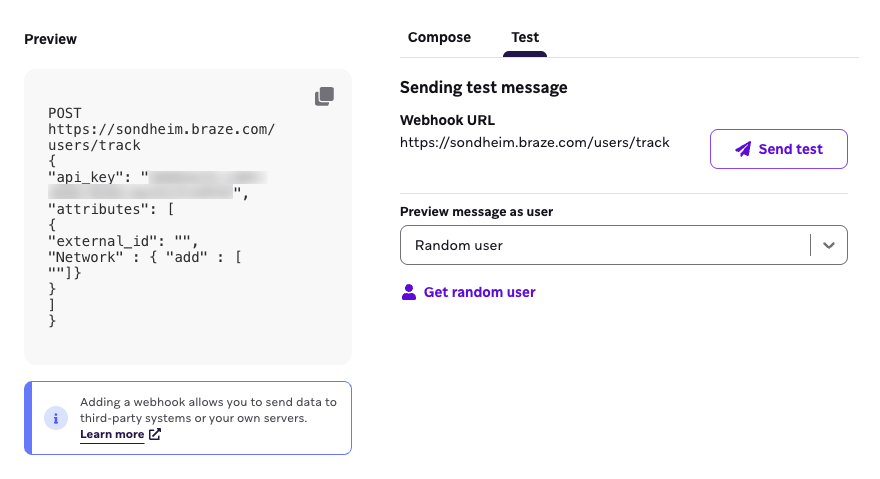 Preview
POST
https://sondheim.braze.com/
users/track
{
"api_key": "
",
"attributes": [
{
"external_id": "",
"Network" : { "add" : [
""]}
}
]
}
Adding a webhook allows you to send data to
third-party systems or your own servers.
Learn more
Compose
Test
Sending test message
Webhook URL
https://sondheim.braze.com/users/track
Send test
Preview message as user
Random user
Get random user